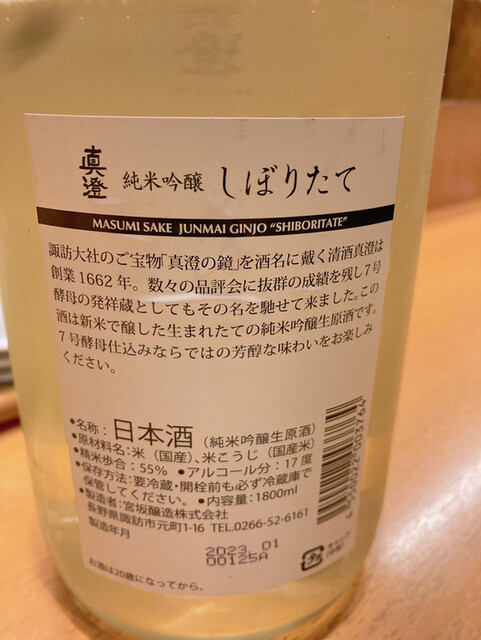 真澄 純米吟醸 しぼりたて
MASUMI SAKE JUNMAI GINJO "SHIBORITATE"
諏訪大社のご宝物「真澄の鏡」を酒名に戴く清酒真澄は
創業1662年。数々の品評会に抜群の成績を残し7号
酵母の発祥蔵としてもその名を馳せて来ました。この
酒は新米で醸した生まれたての純米吟醸生原酒です。
7号酵母仕込みならではの芳醇な味わいをお楽しみ
ください。
●名称:日本酒(純米吟醸生原酒)
●原材料名:米(国産)、米こうじ(国産米)
●精米歩合:55% ●アルコール分:17度
●保存方法:要冷蔵・開栓前も必ず冷蔵庫で
保管してください。 ●内容量:1800ml
●製造者:宮坂醸造株式会社
長野県諏訪市元町1-16 TEL.0266-52-6161
製造年月
2023.01
00125A
お酒は20歳になってから。